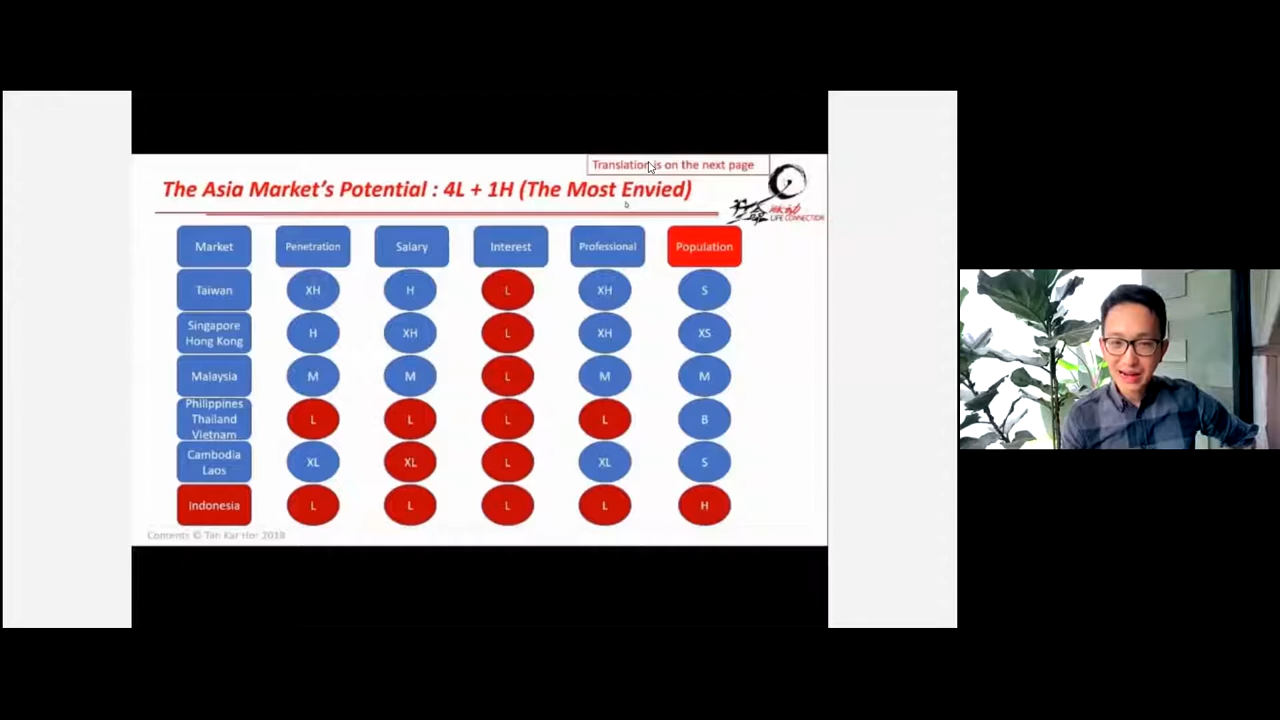 Translation is on the next page
The Asia Market's Potential : 4L + 1H (The Most Envied)
LIFE CONNECTION
Market Penetration Salary Interest Professional Population
Taiwan XH H L XH S
Singapore
Hong Kong
H XH L XH XS
Malaysia M M L M M
Philippines
Thailand
Vietnam
L L L L B
Cambodia
Laos
XL XL L XL S
Indonesia L L L L H
Contents © Tan Kar Hor 2018